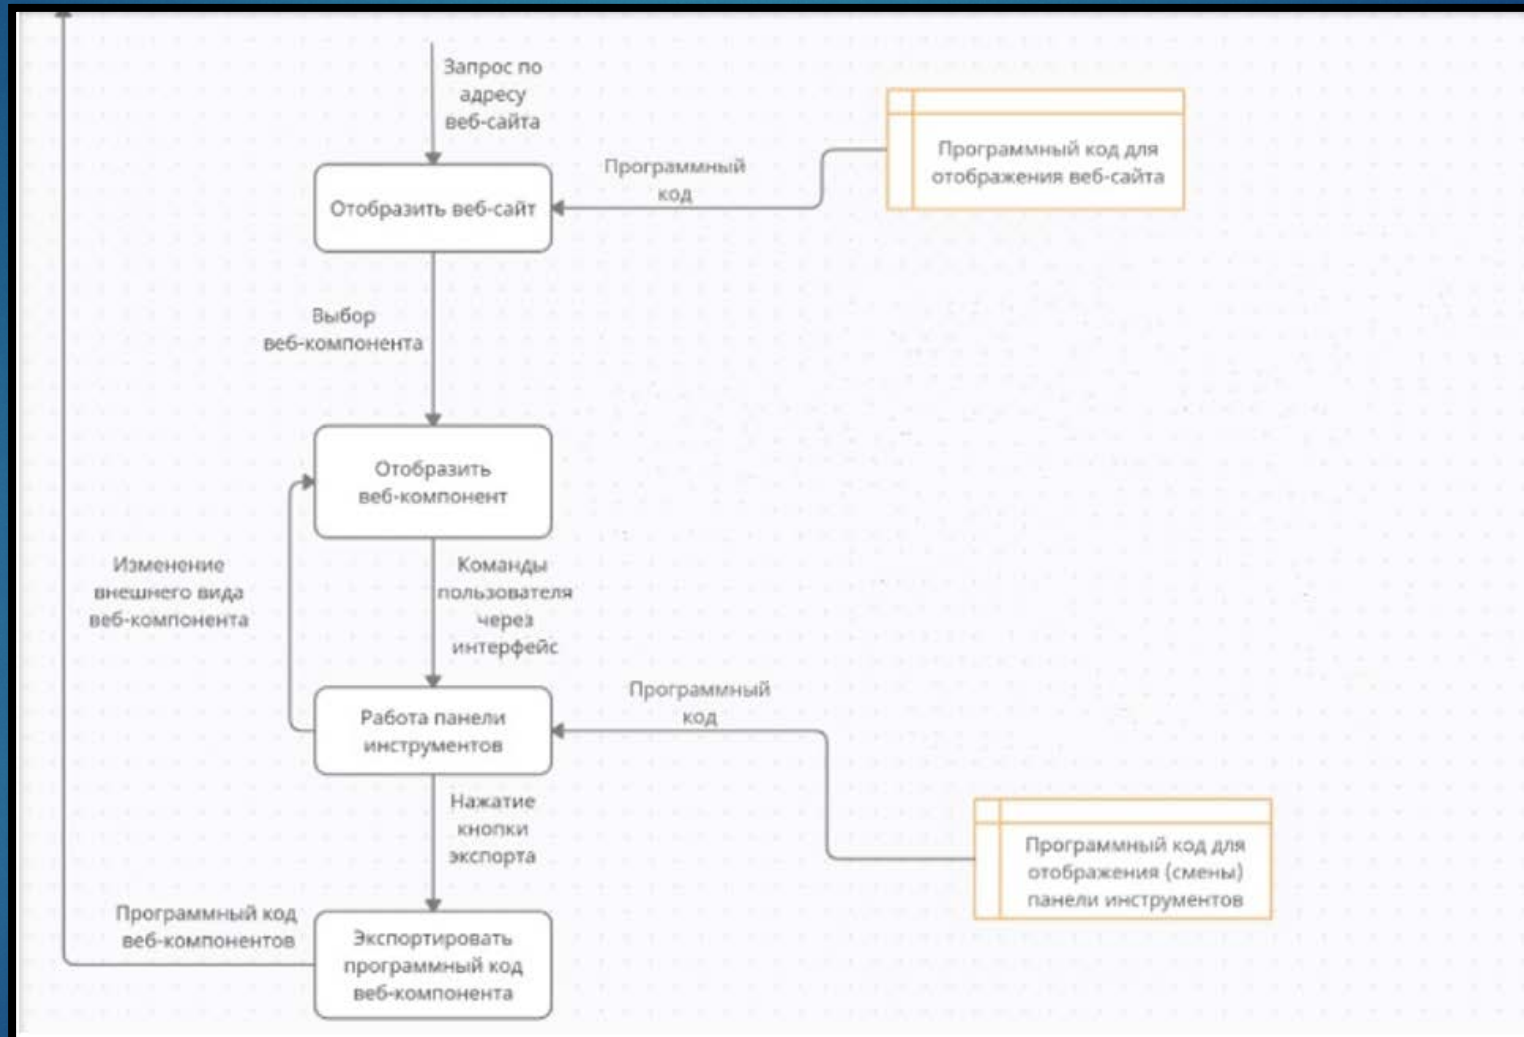 Запрос по
адресу
веб-сайта
Программный код для
отображения веб-сайта
Программный
код
Отобразить веб-сайт
Выбор
веб-компонента
Отобразить
веб-компонент
Изменение
внешнего вида
веб-компонента
Команды
пользователя
через
интерфейс
Программный
код
Работа панели
инструментов
Нажатие
кнопки
экспорта
Программный код для
отображения (смены)
панели инструментов
Программный код
веб-компонентов
Экспортировать
программный код
веб-компонента